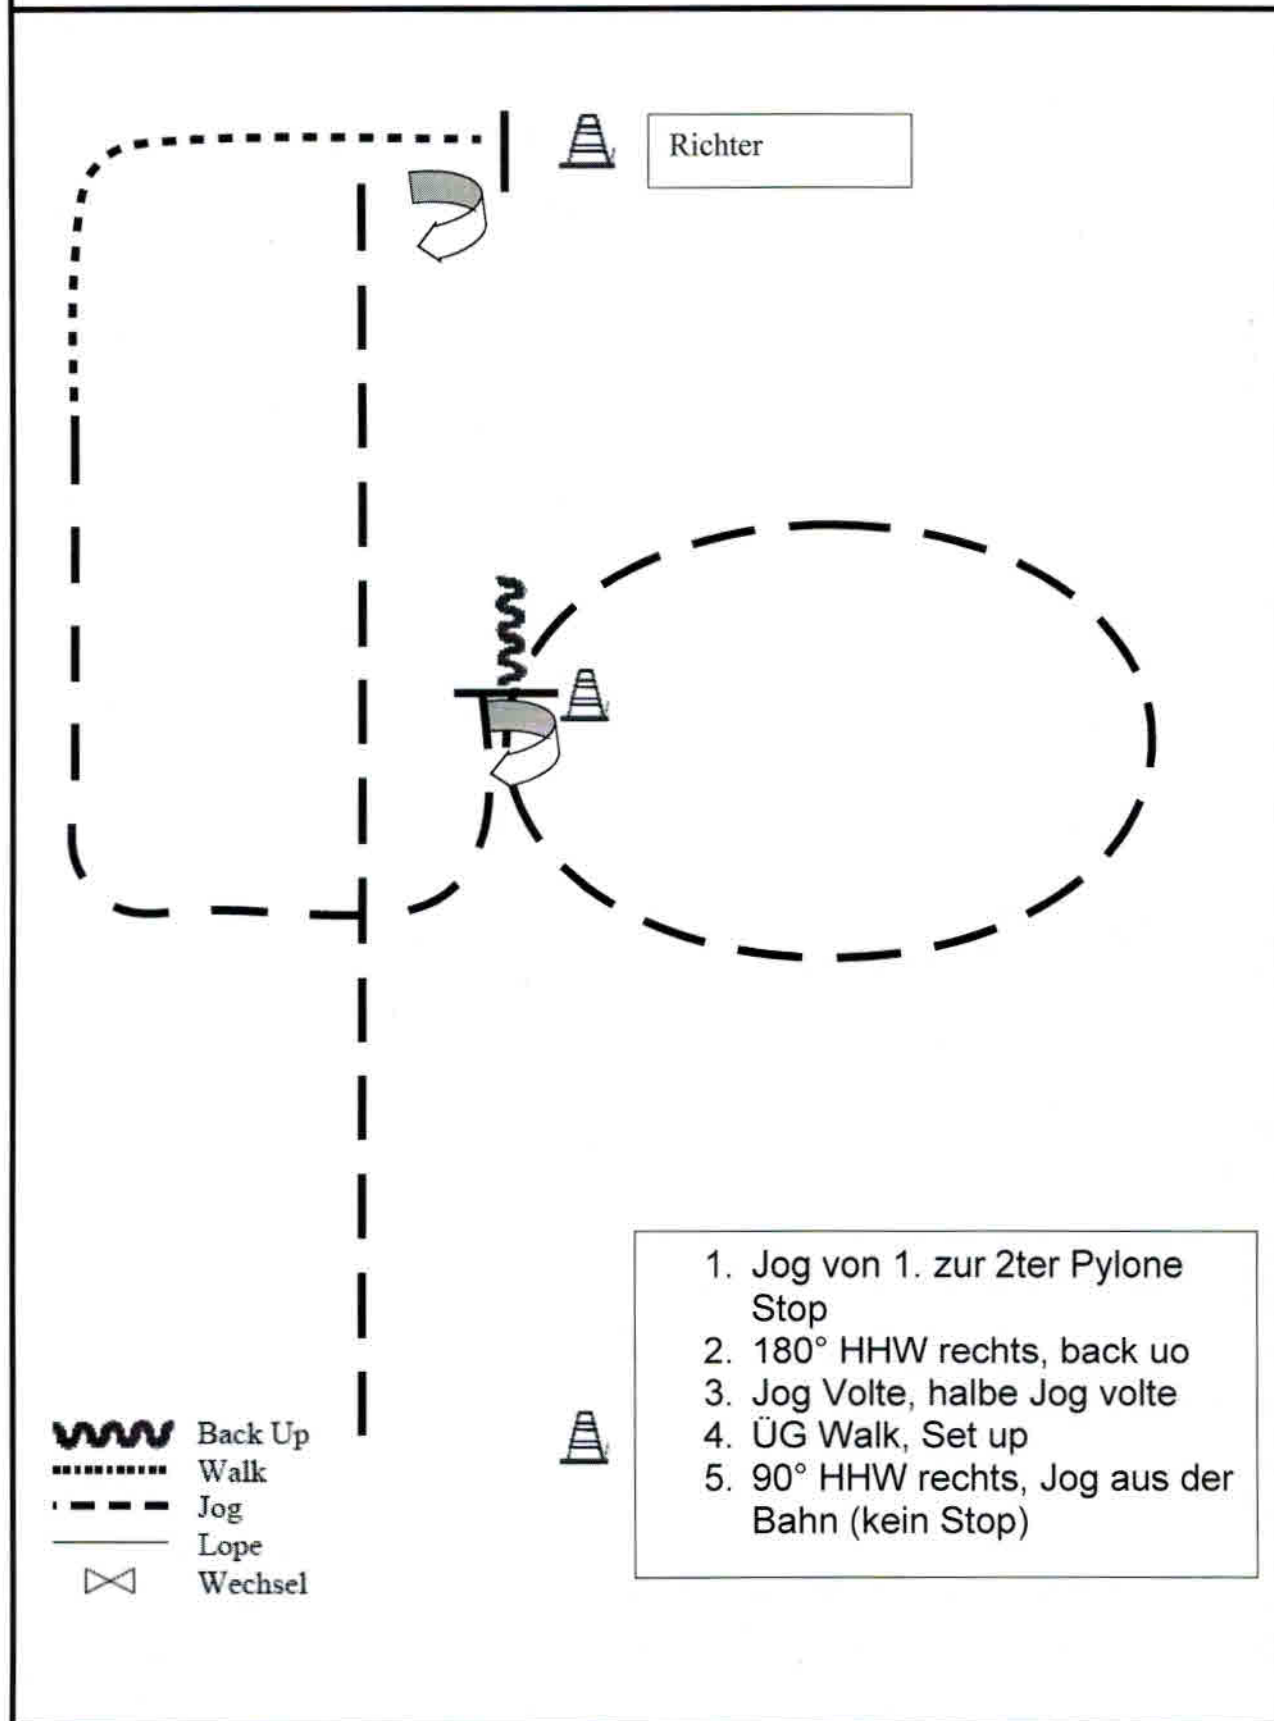 Richter
1. Jog von 1. zur 2ter Pylone
Stop
2. 180° HHW rechts, back uo
3. Jog Volte, halbe Jog volte
4. ÜG Walk, Set up
5. 90° HHW rechts, Jog aus der
Bahn (kein Stop)
Back Up
Walk
Jog
Lope
Wechsel